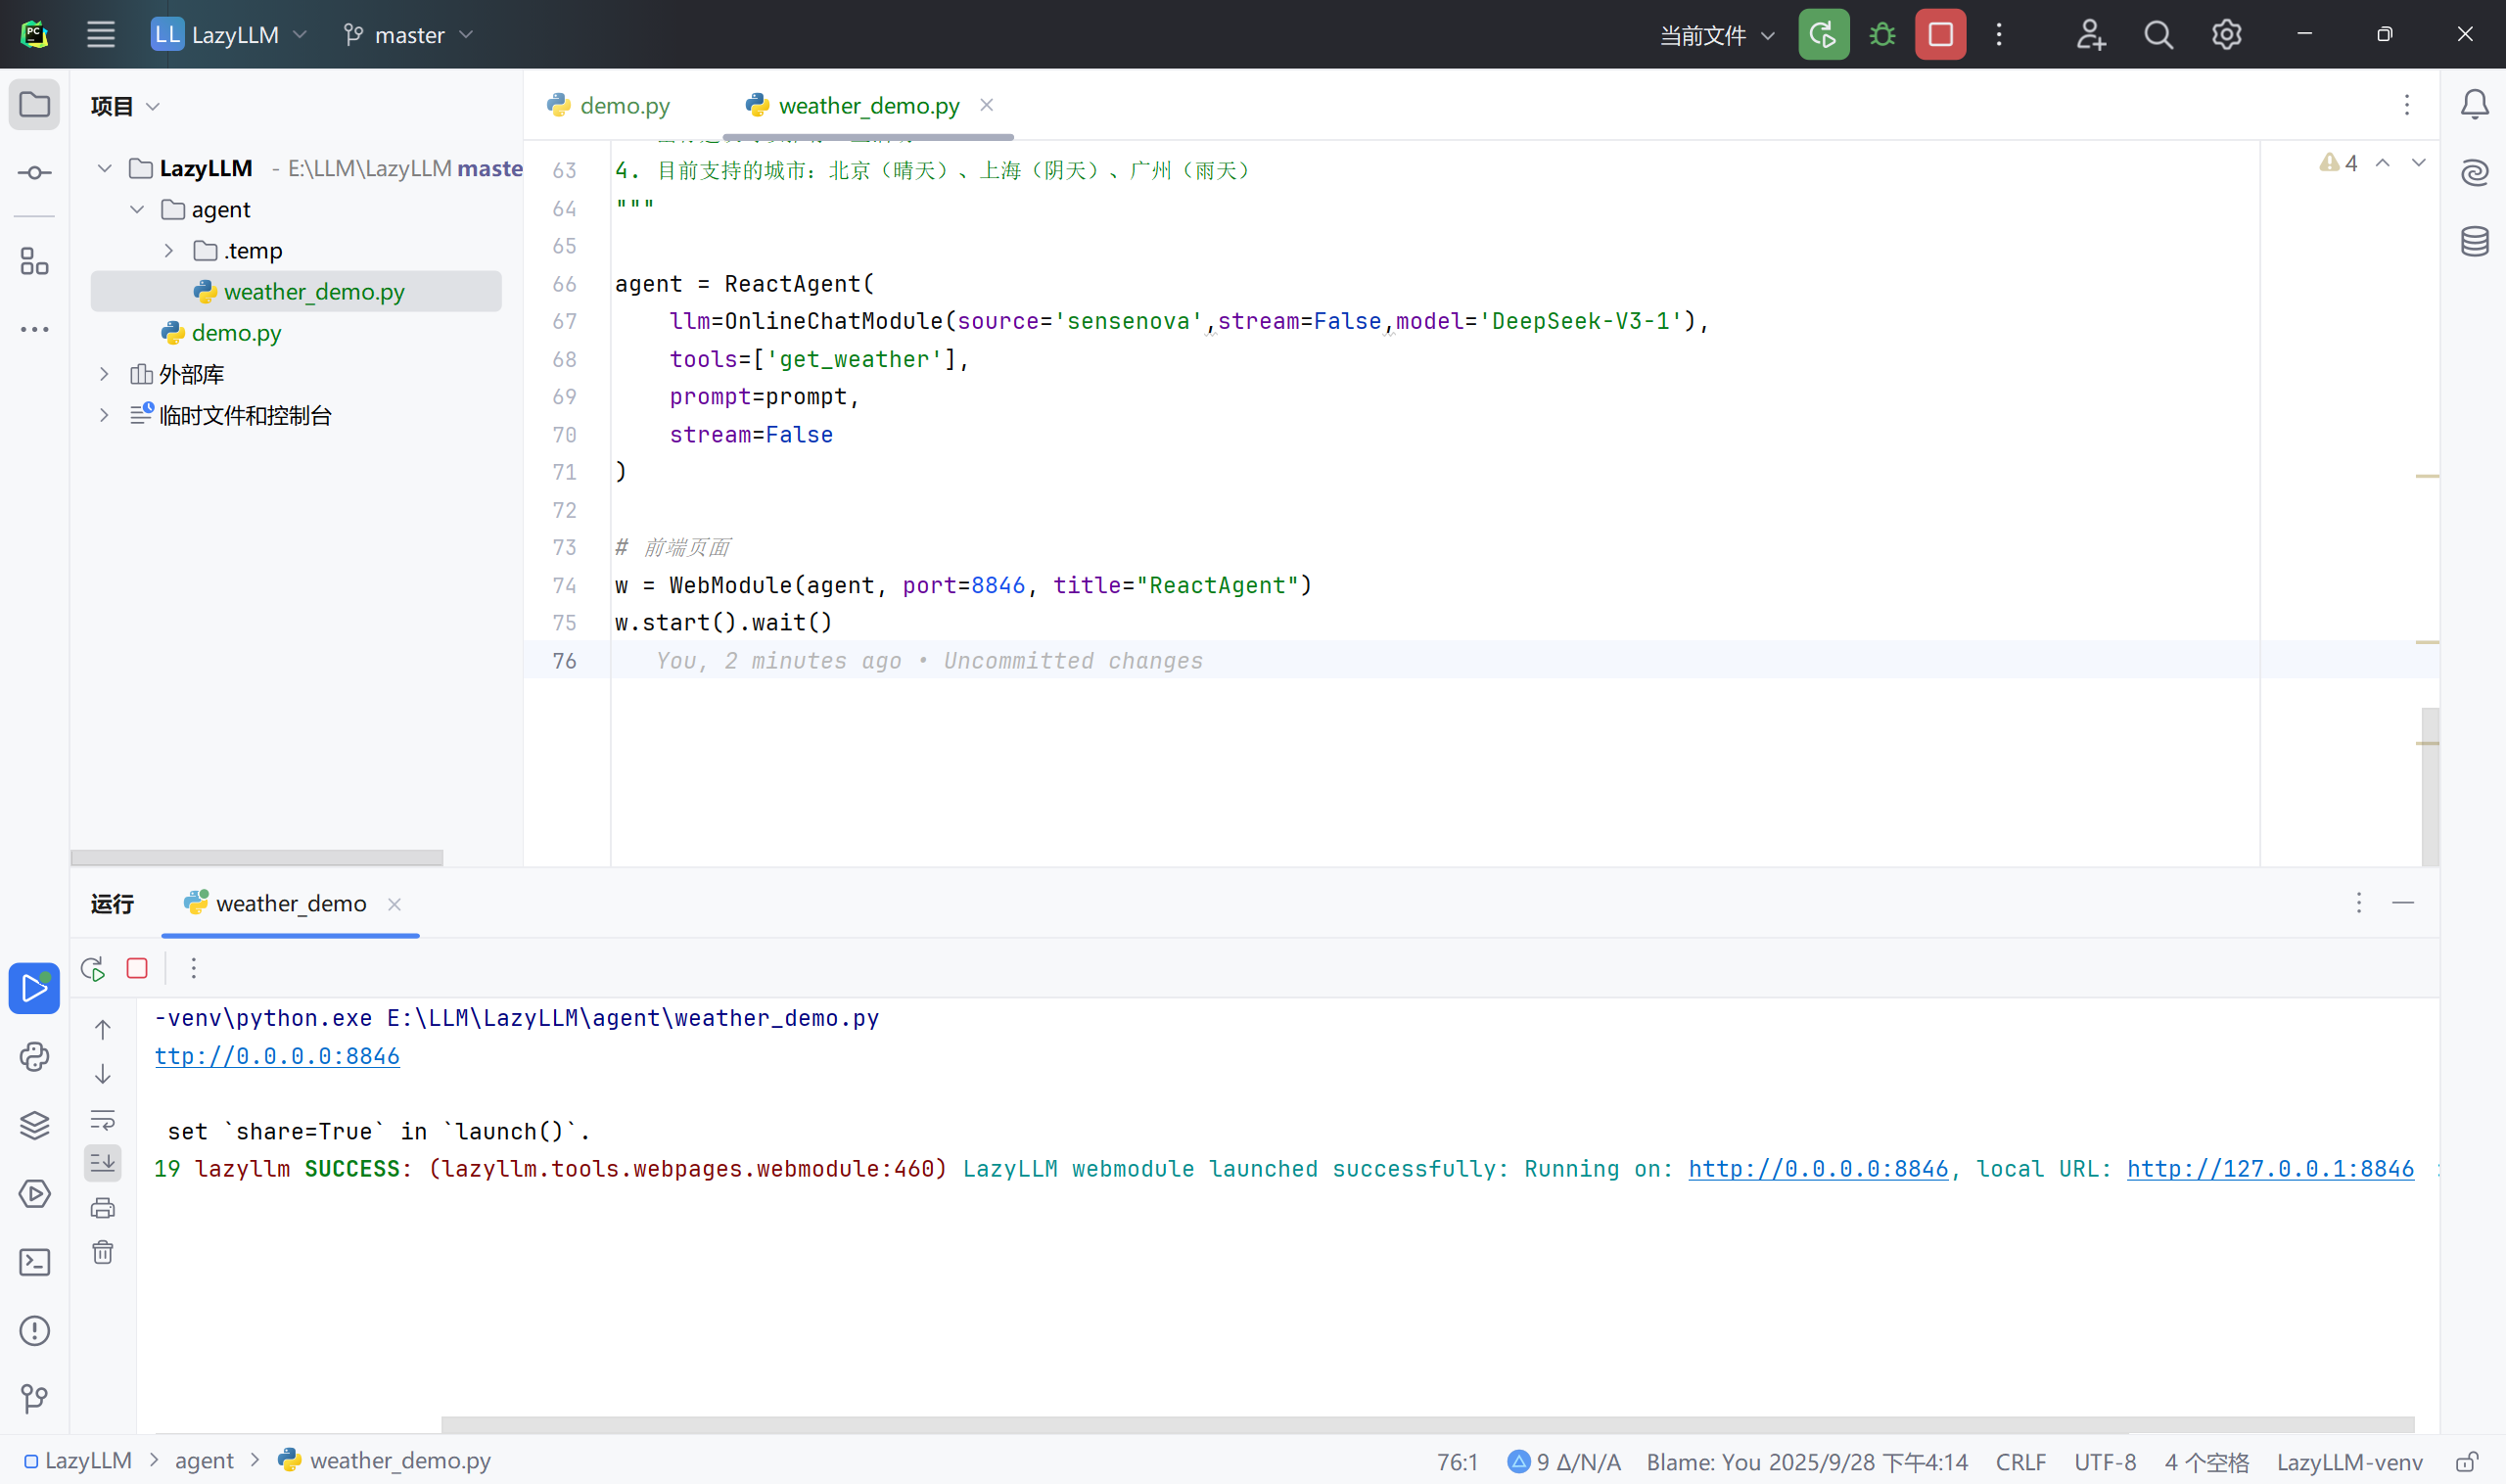 LL LazyLLM master 当前文件
项目
LazyLLM - E:\LLM\LazyLLM maste
agent
.temp
weather_demo.py
demo.py
外部库
临时文件和控制台
demo.py weather_demo.py
4
63 4. 目前支持的城市：北京（晴天）、上海（阴天）、广州（雨天）
64 """
65
66 agent = ReactAgent(
67 llm=OnlineChatModule(source='sensenova',stream=False,model='DeepSeek-V3-1'),
68 tools=['get_weather'],
69 prompt=prompt,
70 stream=False
71 )
72
73 # 前端页面
74 w = WebModule(agent, port=8846, title="ReactAgent")
75 w.start().wait()
76 You, 2 minutes ago • Uncommitted changes
运行 weather_demo
-venv\python.exe E:\LLM\LazyLLM\agent\weather_demo.py
ttp://0.0.0.0:8846
set `share=True` in `launch()`.
19 lazyllm SUCCESS: (lazyllm.tools.webpages.webmodule:460) LazyLLM webmodule launched successfully: Running on: http://0.0.0.0:8846, local URL: http://127.0.0.1:8846
LazyLLM agent weather_demo.py 76:1 9 Δ/N/A Blame: You 2025/9/28 下午4:14 CRLF UTF-8 4 个空格 LazyLLM-venv